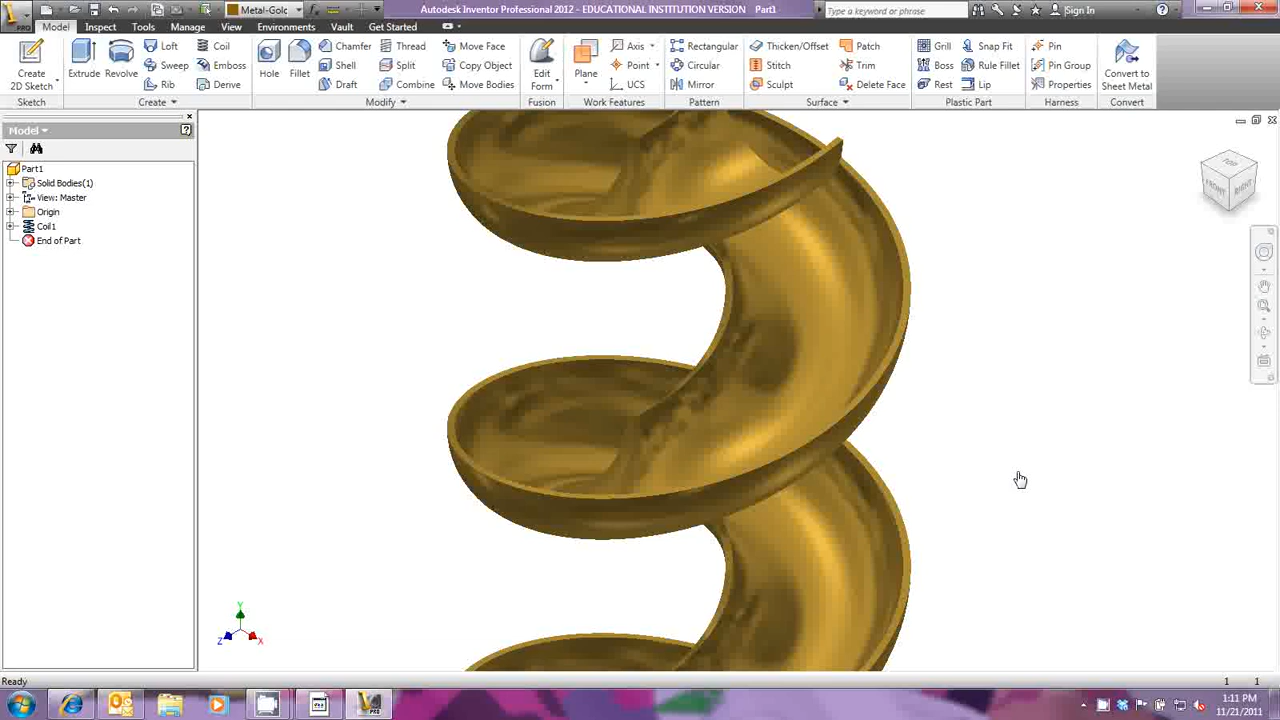 Metal-Gold
Autodesk Inventor Professional 2012 - EDUCATIONAL INSTITUTION VERSION Part1
Type a keyword or phrase
Sign In
PRO
Model Inspect Tools Manage View Environments Vault Get Started
Create 2D Sketch
Sketch
Extrude Revolve
Loft Coil
Sweep Emboss
Rib Derive
Create
Hole Fillet
Chamfer Thread Move Face
Shell Split Copy Object
Draft Combine Move Bodies
Modify
Edit Form
Fusion
Plane
Axis
Point
UCS
Work Features
Rectangular
Circular
Mirror
Pattern
Thicken/Offset Patch
Stitch Trim
Sculpt Delete Face
Surface
Grill Snap Fit
Boss Rule Fillet
Rest Lip
Plastic Part
Pin
Pin Group
Properties
Harness
Convert to Sheet Metal
Convert
Model
Part1
Solid Bodies(1)
View: Master
Origin
Coil1
End of Part
TOP
FRONT RIGHT
Y
Z X
Ready
1 1
1:11 PM
11/21/2011